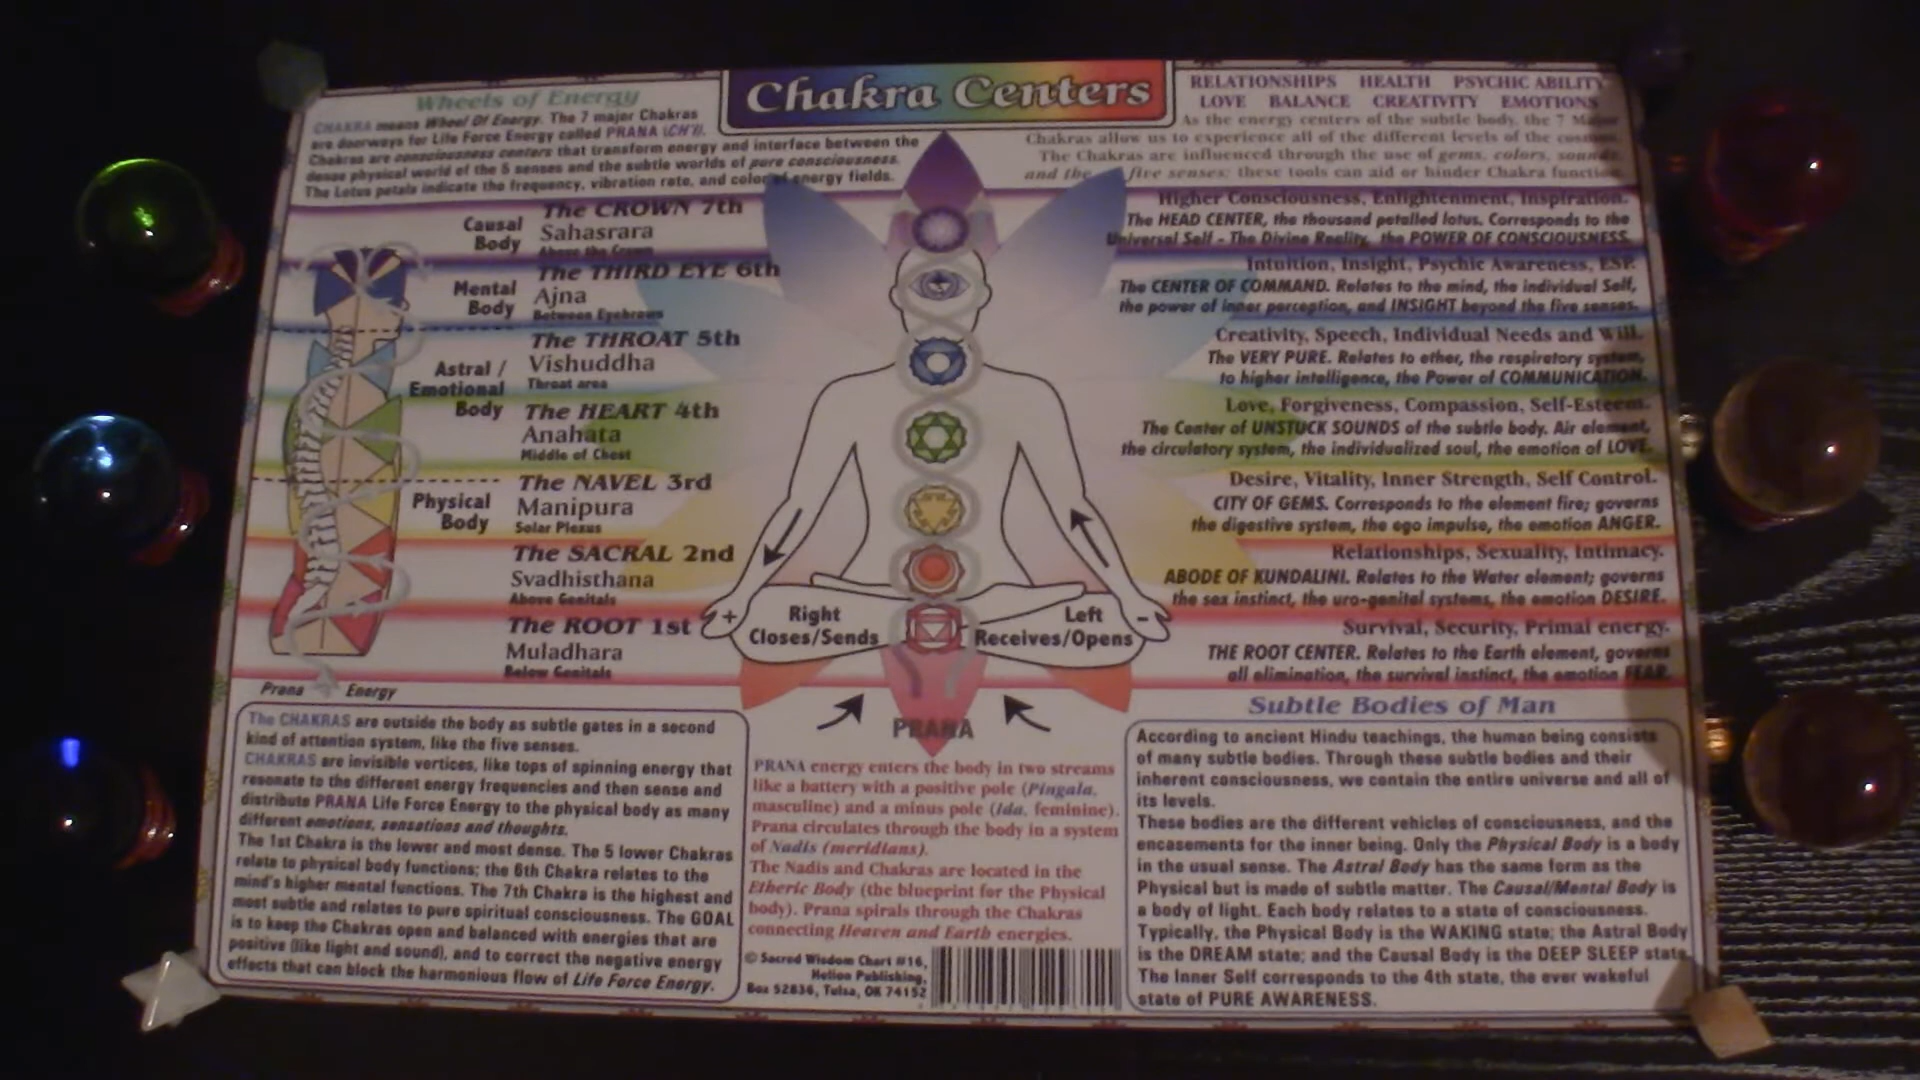 Chakra Centers
Wheels of Energy
CHAKRA means Wheel Of Energy. The 7 major Chakras
are doorways for Life Force Energy called PRANA (CH'I).
Chakras are consciousness centers that transform energy and interface between the
dense physical world of the 5 senses and the subtle worlds of pure consciousness.
The Lotus petals indicate the frequency, vibration rate, and color of energy fields.
RELATIONSHIPS HEALTH PSYCHIC ABILITY
LOVE BALANCE CREATIVITY EMOTIONS
As the energy centers of the subtle body, the 7 Major
Chakras allow us to experience all of the different levels of the cosmos.
The Chakras are influenced through the use of gems, colors, sounds,
and the five senses; these tools can aid or hinder Chakra function.
Causal
Body
The CROWN 7th
Sahasrara
Above the Crown
Higher Consciousness, Enlightenment, Inspiration.
The HEAD CENTER, the thousand petalled lotus. Corresponds to the
Universal Self - The Divine Reality, the POWER OF CONSCIOUSNESS.
Mental
Body
The THIRD EYE 6th
Ajna
Between Eyebrows
Intuition, Insight, Psychic Awareness, ESP.
The CENTER OF COMMAND. Relates to the mind, the individual Self,
the power of inner perception, and INSIGHT beyond the five senses.
Astral /
Emotional
Body
The THROAT 5th
Vishuddha
Throat area
Creativity, Speech, Individual Needs and Will.
The VERY PURE. Relates to ether, the respiratory system,
to higher intelligence, the Power of COMMUNICATION.
The HEART 4th
Anahata
Middle of Chest
Love, Forgiveness, Compassion, Self-Esteem.
The Center of UNSTUCK SOUNDS of the subtle body. Air element,
the circulatory system, the individualized soul, the emotion of LOVE.
Physical
Body
The NAVEL 3rd
Manipura
Solar Plexus
Desire, Vitality, Inner Strength, Self Control.
CITY OF GEMS. Corresponds to the element fire; governs
the digestive system, the ego impulse, the emotion ANGER.
The SACRAL 2nd
Svadhisthana
Above Genitals
Relationships, Sexuality, Intimacy.
ABODE OF KUNDALINI. Relates to the Water element; governs
the sex instinct, the uro-genital systems, the emotion DESIRE.
The ROOT 1st
Muladhara
Below Genitals
Survival, Security, Primal energy.
THE ROOT CENTER. Relates to the Earth element, governs
all elimination, the survival instinct, the emotion FEAR.
+ Right
Closes/Sends
Left -
Receives/Opens
Prana Energy
PRANA
The CHAKRAS are outside the body as subtle gates in a second
kind of attention system, like the five senses.
CHAKRAS are invisible vortices, like tops of spinning energy that
resonate to the different energy frequencies and then sense and
distribute PRANA Life Force Energy to the physical body as many
different emotions, sensations and thoughts.
The 1st Chakra is the lower and most dense. The 5 lower Chakras
relate to physical body functions; the 6th Chakra relates to the
mind's higher mental functions. The 7th Chakra is the highest and
most subtle and relates to pure spiritual consciousness. The GOAL
is to keep the Chakras open and balanced with energies that are
positive (like light and sound), and to correct the negative energy
effects that can block the harmonious flow of Life Force Energy.
PRANA energy enters the body in two streams
like a battery with a positive pole (Pingala,
masculine) and a minus pole (Ida, feminine).
Prana circulates through the body in a system
of Nadis (meridians).
The Nadis and Chakras are located in the
Etheric Body (the blueprint for the Physical
body). Prana spirals through the Chakras
connecting Heaven and Earth energies.
© Sacred Wisdom Chart #16,
Helion Publishing,
Box 52836, Tulsa, OK 74152
Subtle Bodies of Man
According to ancient Hindu teachings, the human being consists
of many subtle bodies. Through these subtle bodies and their
inherent consciousness, we contain the entire universe and all of
its levels.
These bodies are the different vehicles of consciousness, and the
encasements for the inner being. Only the Physical Body is a body
in the usual sense. The Astral Body has the same form as the
Physical but is made of subtle matter. The Causal/Mental Body is
a body of light. Each body relates to a state of consciousness.
Typically, the Physical Body is the WAKING state; the Astral Body
is the DREAM state; and the Causal Body is the DEEP SLEEP state.
The Inner Self corresponds to the 4th state, the ever wakeful
state of PURE AWARENESS.